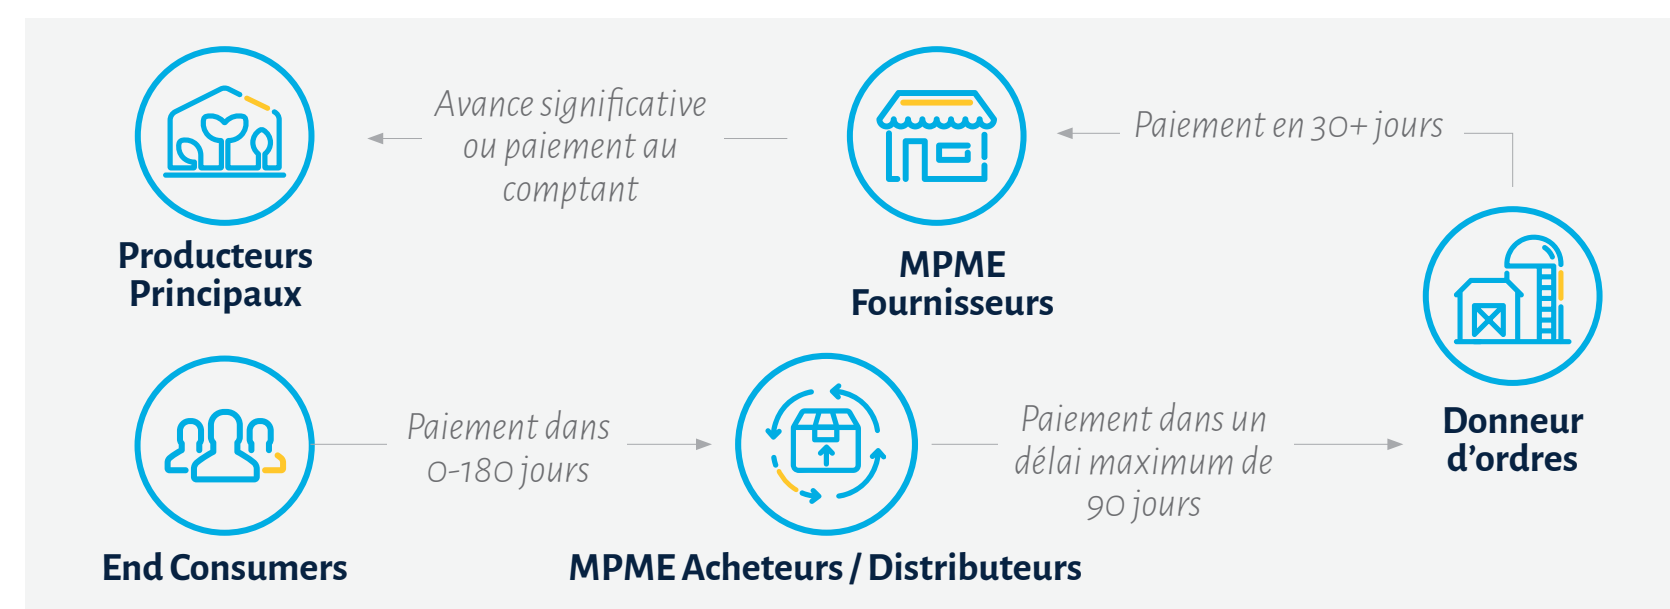 Avance significative
ou paiement au
comptant
Paiement en 30+ jours
Producteurs
Principaux
MPME
Fournisseurs
Donneur
d’ordres
Paiement dans
0-180 jours
Paiement dans un
délai maximum de
90 jours
End Consumers
MPME Acheteurs / Distributeurs